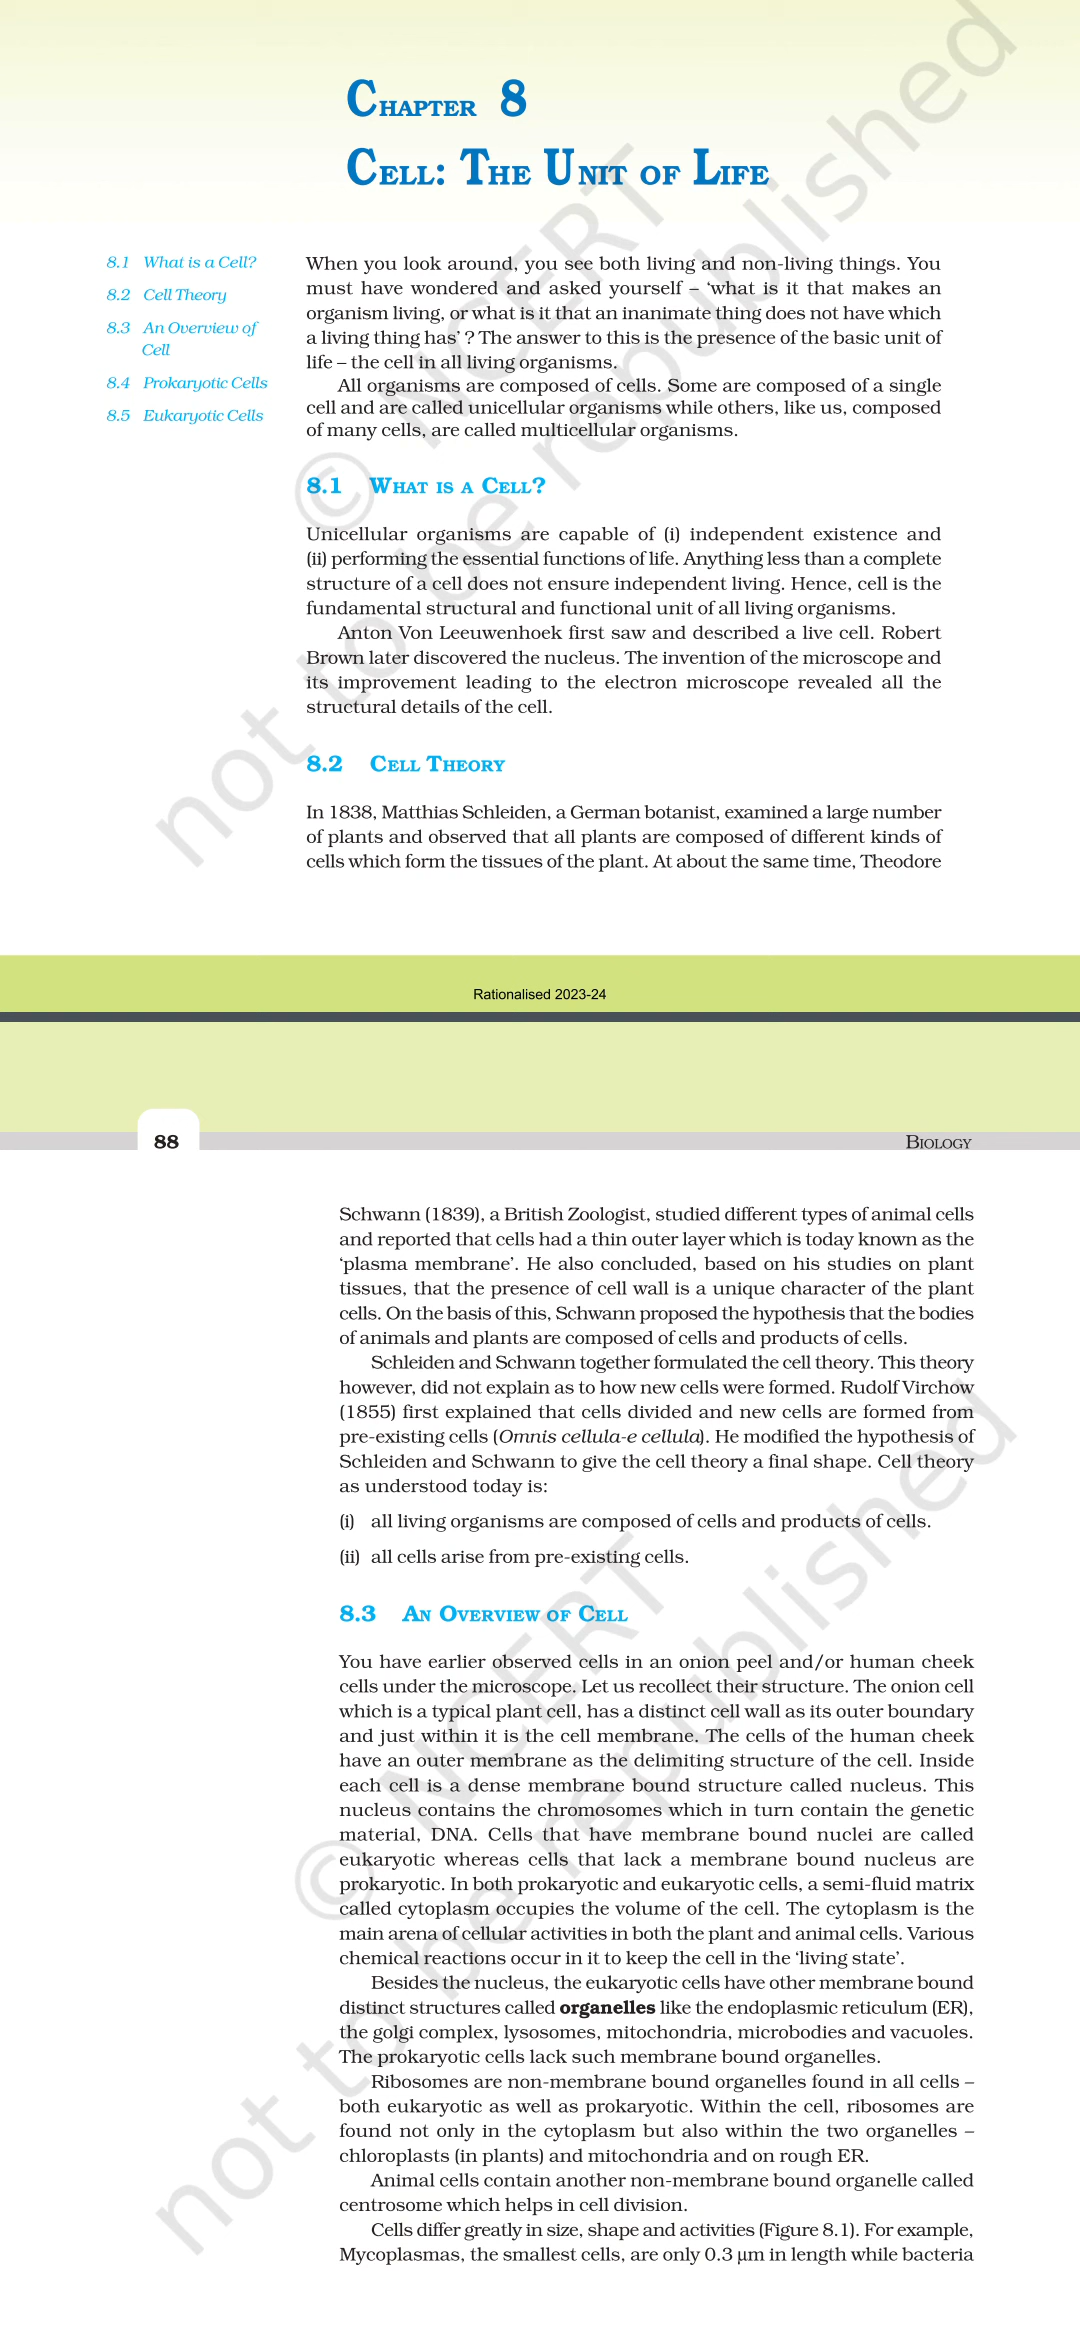 CHAPTER 8
CELL: THE UNIT OF LIFE
8.1 What is a Cell?
8.2 Cell Theory
8.3 An Overview of
Cell
8.4 Prokaryotic Cells
8.5 Eukaryotic Cells
When you look around, you see both living and non-living things. You
must have wondered and asked yourself – ‘what is it that makes an
organism living, or what is it that an inanimate thing does not have which
a living thing has’ ? The answer to this is the presence of the basic unit of
life – the cell in all living organisms.
All organisms are composed of cells. Some are composed of a single
cell and are called unicellular organisms while others, like us, composed
of many cells, are called multicellular organisms.
8.1 WHAT IS A CELL?
Unicellular organisms are capable of (i) independent existence and
(ii) performing the essential functions of life. Anything less than a complete
structure of a cell does not ensure independent living. Hence, cell is the
fundamental structural and functional unit of all living organisms.
Anton Von Leeuwenhoek first saw and described a live cell. Robert
Brown later discovered the nucleus. The invention of the microscope and
its improvement leading to the electron microscope revealed all the
structural details of the cell.
8.2 CELL THEORY
In 1838, Matthias Schleiden, a German botanist, examined a large number
of plants and observed that all plants are composed of different kinds of
cells which form the tissues of the plant. At about the same time, Theodore
© NCERT
not to be republished
Rationalised 2023-24
88
BIOLOGY
Schwann (1839), a British Zoologist, studied different types of animal cells
and reported that cells had a thin outer layer which is today known as the
‘plasma membrane’. He also concluded, based on his studies on plant
tissues, that the presence of cell wall is a unique character of the plant
cells. On the basis of this, Schwann proposed the hypothesis that the bodies
of animals and plants are composed of cells and products of cells.
Schleiden and Schwann together formulated the cell theory. This theory
however, did not explain as to how new cells were formed. Rudolf Virchow
(1855) first explained that cells divided and new cells are formed from
pre-existing cells (Omnis cellula-e cellula). He modified the hypothesis of
Schleiden and Schwann to give the cell theory a final shape. Cell theory
as understood today is:
(i) all living organisms are composed of cells and products of cells.
(ii) all cells arise from pre-existing cells.
8.3 AN OVERVIEW OF CELL
You have earlier observed cells in an onion peel and/or human cheek
cells under the microscope. Let us recollect their structure. The onion cell
which is a typical plant cell, has a distinct cell wall as its outer boundary
and just within it is the cell membrane. The cells of the human cheek
have an outer membrane as the delimiting structure of the cell. Inside
each cell is a dense membrane bound structure called nucleus. This
nucleus contains the chromosomes which in turn contain the genetic
material, DNA. Cells that have membrane bound nuclei are called
eukaryotic whereas cells that lack a membrane bound nucleus are
prokaryotic. In both prokaryotic and eukaryotic cells, a semi-fluid matrix
called cytoplasm occupies the volume of the cell. The cytoplasm is the
main arena of cellular activities in both the plant and animal cells. Various
chemical reactions occur in it to keep the cell in the ‘living state’.
Besides the nucleus, the eukaryotic cells have other membrane bound
distinct structures called organelles like the endoplasmic reticulum (ER),
the golgi complex, lysosomes, mitochondria, microbodies and vacuoles.
The prokaryotic cells lack such membrane bound organelles.
Ribosomes are non-membrane bound organelles found in all cells –
both eukaryotic as well as prokaryotic. Within the cell, ribosomes are
found not only in the cytoplasm but also within the two organelles –
chloroplasts (in plants) and mitochondria and on rough ER.
Animal cells contain another non-membrane bound organelle called
centrosome which helps in cell division.
Cells differ greatly in size, shape and activities (Figure 8.1). For example,
Mycoplasmas, the smallest cells, are only 0.3 µm in length while bacteria
© NCERT
not to be republished